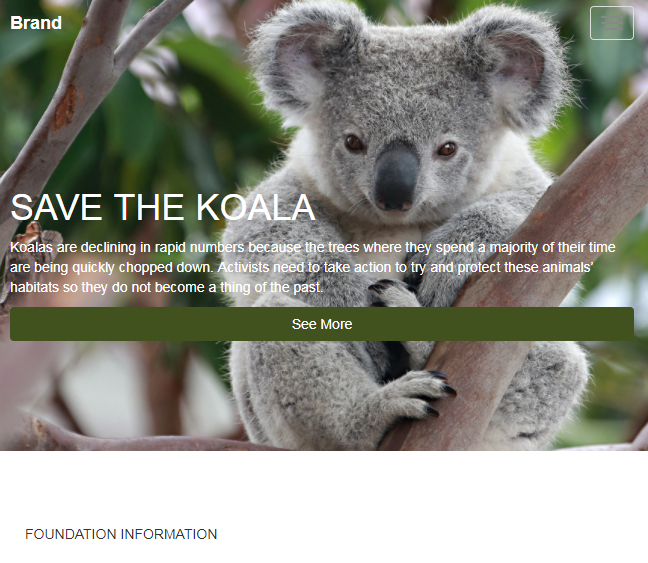 Brand
SAVE THE KOALA
Koalas are declining in rapid numbers because the trees where they spend a majority of their time
are being quickly chopped down. Activists need to take action to try and protect these animals'
habitats so they do not become a thing of the past.
See More
FOUNDATION INFORMATION